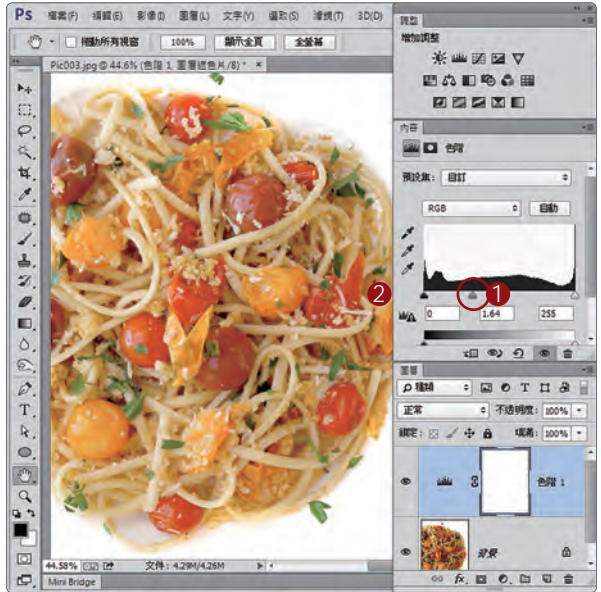 Ps 檔案(F) 編輯(E) 影像(I) 圖層(L) 文字(Y) 選取(S) 濾鏡(T) 3D(D)
捲動所有視窗 100% 顯示全頁 全螢幕
Pic003.jpg @ 44.6% (色階 1, 圖層遮色片/8) * ×
44.58% 文件: 4.29M/4.26M
Mini Bridge
調整
增加調整
內容
色階
預設集: 自訂
RGB 自動
2 1
0 1.64 255
圖層
種類 T
正常 不透明度: 100%
鎖定: 填滿: 100%
色階 1
背景
fx.